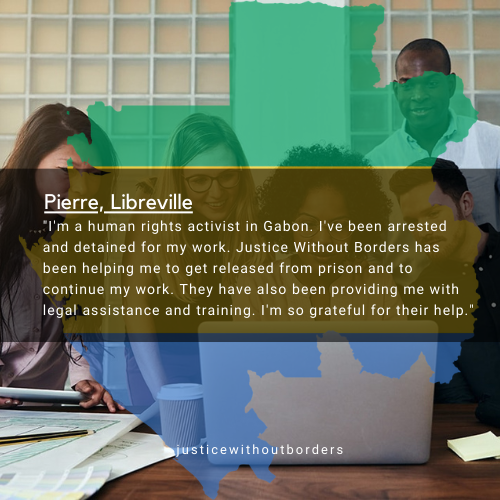 Pierre, Libreville
"I'm a human rights activist in Gabon. I've been arrested
and detained for my work. Justice Without Borders has
been helping me to get released from prison and to
continue my work. They have also been providing me with
legal assistance and training. I'm so grateful for their help."
justicewithoutborders